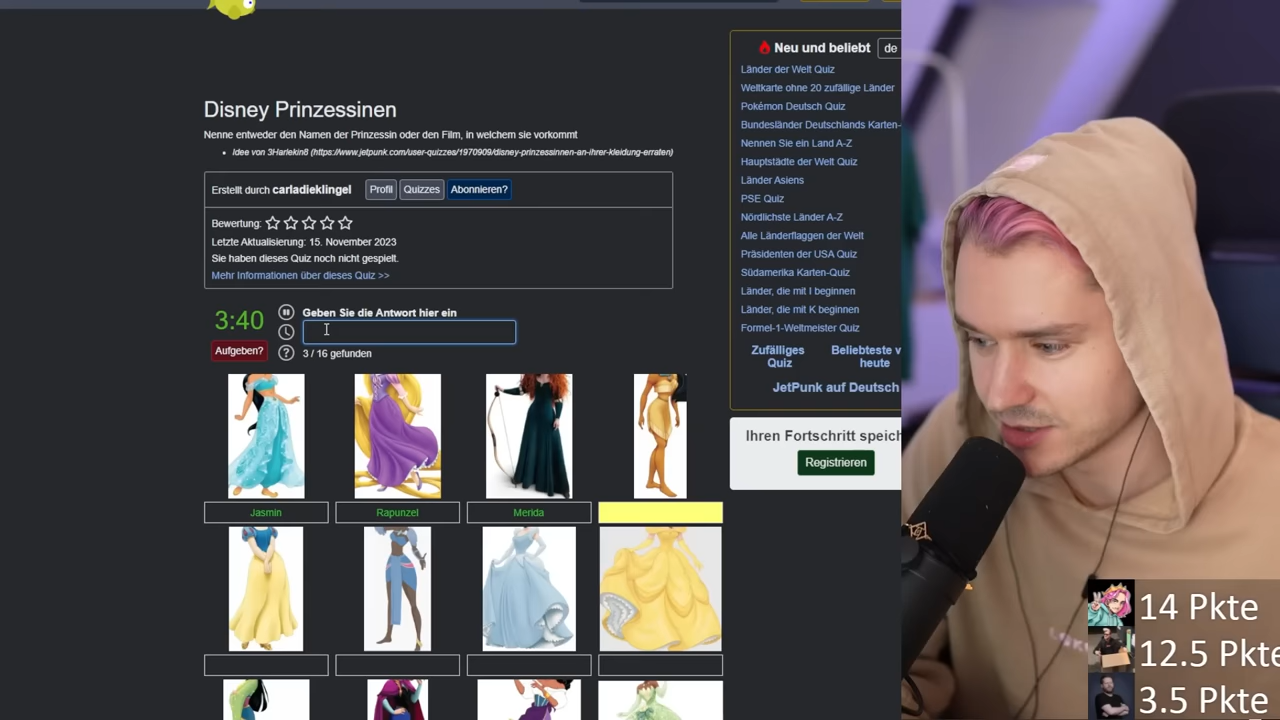 Disney Prinzessinen
Nenne entweder den Namen der Prinzessin oder den Film, in welchem sie vorkommt
Idee von 3Harlekin8 (https://www.jetpunk.com/user-quizzes/1970909/disney-prinzessinnen-an-ihrer-kleidung-erraten)
Erstellt durch carladieklingel
Profil
Quizzes
Abonnieren?
Bewertung:
Letzte Aktualisierung: 15. November 2023
Sie haben dieses Quiz noch nicht gespielt.
Mehr Informationen über dieses Quiz >>
3:40
Aufgeben?
Geben Sie die Antwort hier ein
3 / 16 gefunden
Jasmin
Rapunzel
Merida
Neu und beliebt
de
Länder der Welt Quiz
Weltkarte ohne 20 zufällige Länder
Pokémon Deutsch Quiz
Bundesländer Deutschlands Karten-
Nennen Sie ein Land A-Z
Hauptstädte der Welt Quiz
Länder Asiens
PSE Quiz
Nördlichste Länder A-Z
Alle Länderflaggen der Welt
Präsidenten der USA Quiz
Südamerika Karten-Quiz
Länder, die mit I beginnen
Länder, die mit K beginnen
Formel-1-Weltmeister Quiz
Zufälliges
Quiz
Beliebteste v
heute
JetPunk auf Deutsch
Ihren Fortschritt speich
Registrieren
14 Pkte
12.5 Pkte
3.5 Pkte